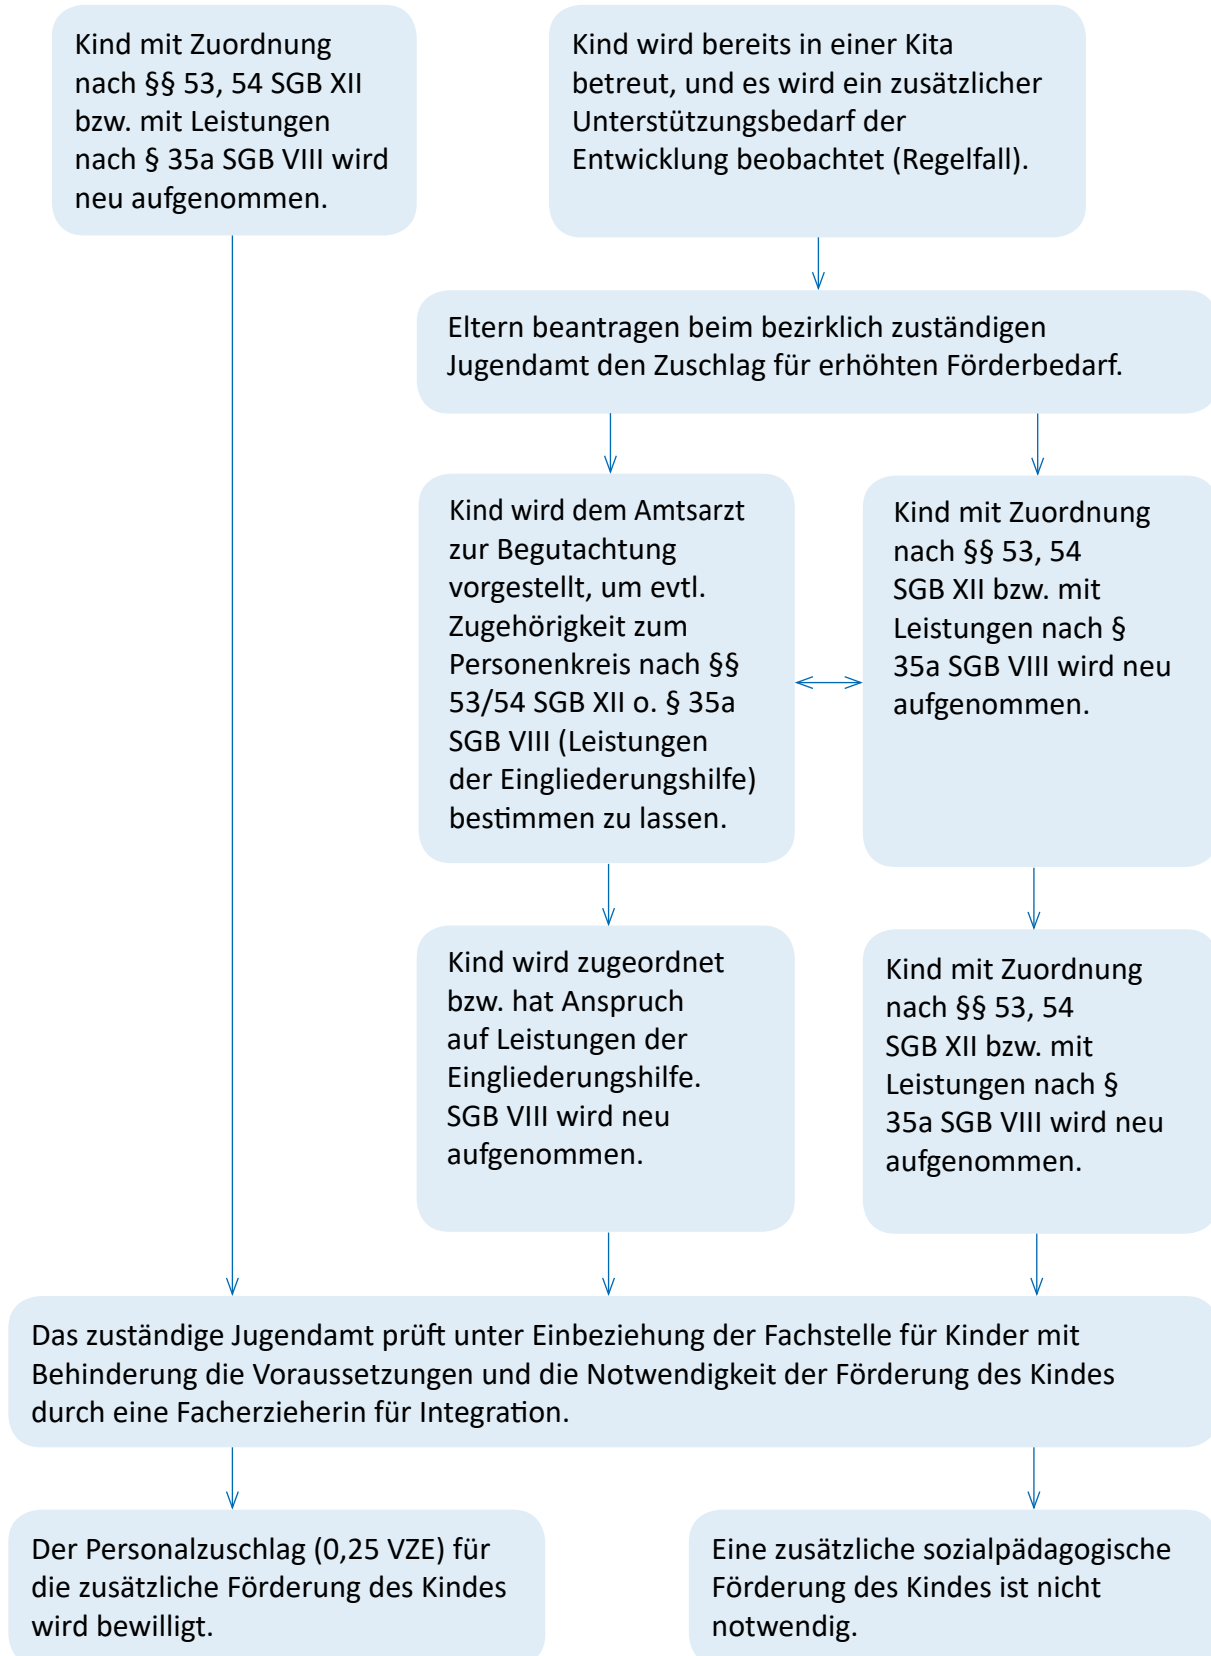 Kind mit Zuordnung
nach §§ 53, 54 SGB XII
bzw. mit Leistungen
nach § 35a SGB VIII wird
neu aufgenommen.
Kind wird bereits in einer Kita
betreut, und es wird ein zusätzlicher
Unterstützungsbedarf der
Entwicklung beobachtet (Regelfall).
Eltern beantragen beim bezirklich zuständigen
Jugendamt den Zuschlag für erhöhten Förderbedarf.
Kind wird dem Amtsarzt
zur Begutachtung
vorgestellt, um evtl.
Zugehörigkeit zum
Personenkreis nach §§
53/54 SGB XII o. § 35a
SGB VIII (Leistungen
der Eingliederungshilfe)
bestimmen zu lassen.
Kind mit Zuordnung
nach §§ 53, 54
SGB XII bzw. mit
Leistungen nach §
35a SGB VIII wird neu
aufgenommen.
Kind wird zugeordnet
bzw. hat Anspruch
auf Leistungen der
Eingliederungshilfe.
SGB VIII wird neu
aufgenommen.
Kind mit Zuordnung
nach §§ 53, 54
SGB XII bzw. mit
Leistungen nach §
35a SGB VIII wird neu
aufgenommen.
Das zuständige Jugendamt prüft unter Einbeziehung der Fachstelle für Kinder mit
Behinderung die Voraussetzungen und die Notwendigkeit der Förderung des Kindes
durch eine Facherzieherin für Integration.
Der Personalzuschlag (0,25 VZE) für
die zusätzliche Förderung des Kindes
wird bewilligt.
Eine zusätzliche sozialpädagogische
Förderung des Kindes ist nicht
notwendig.